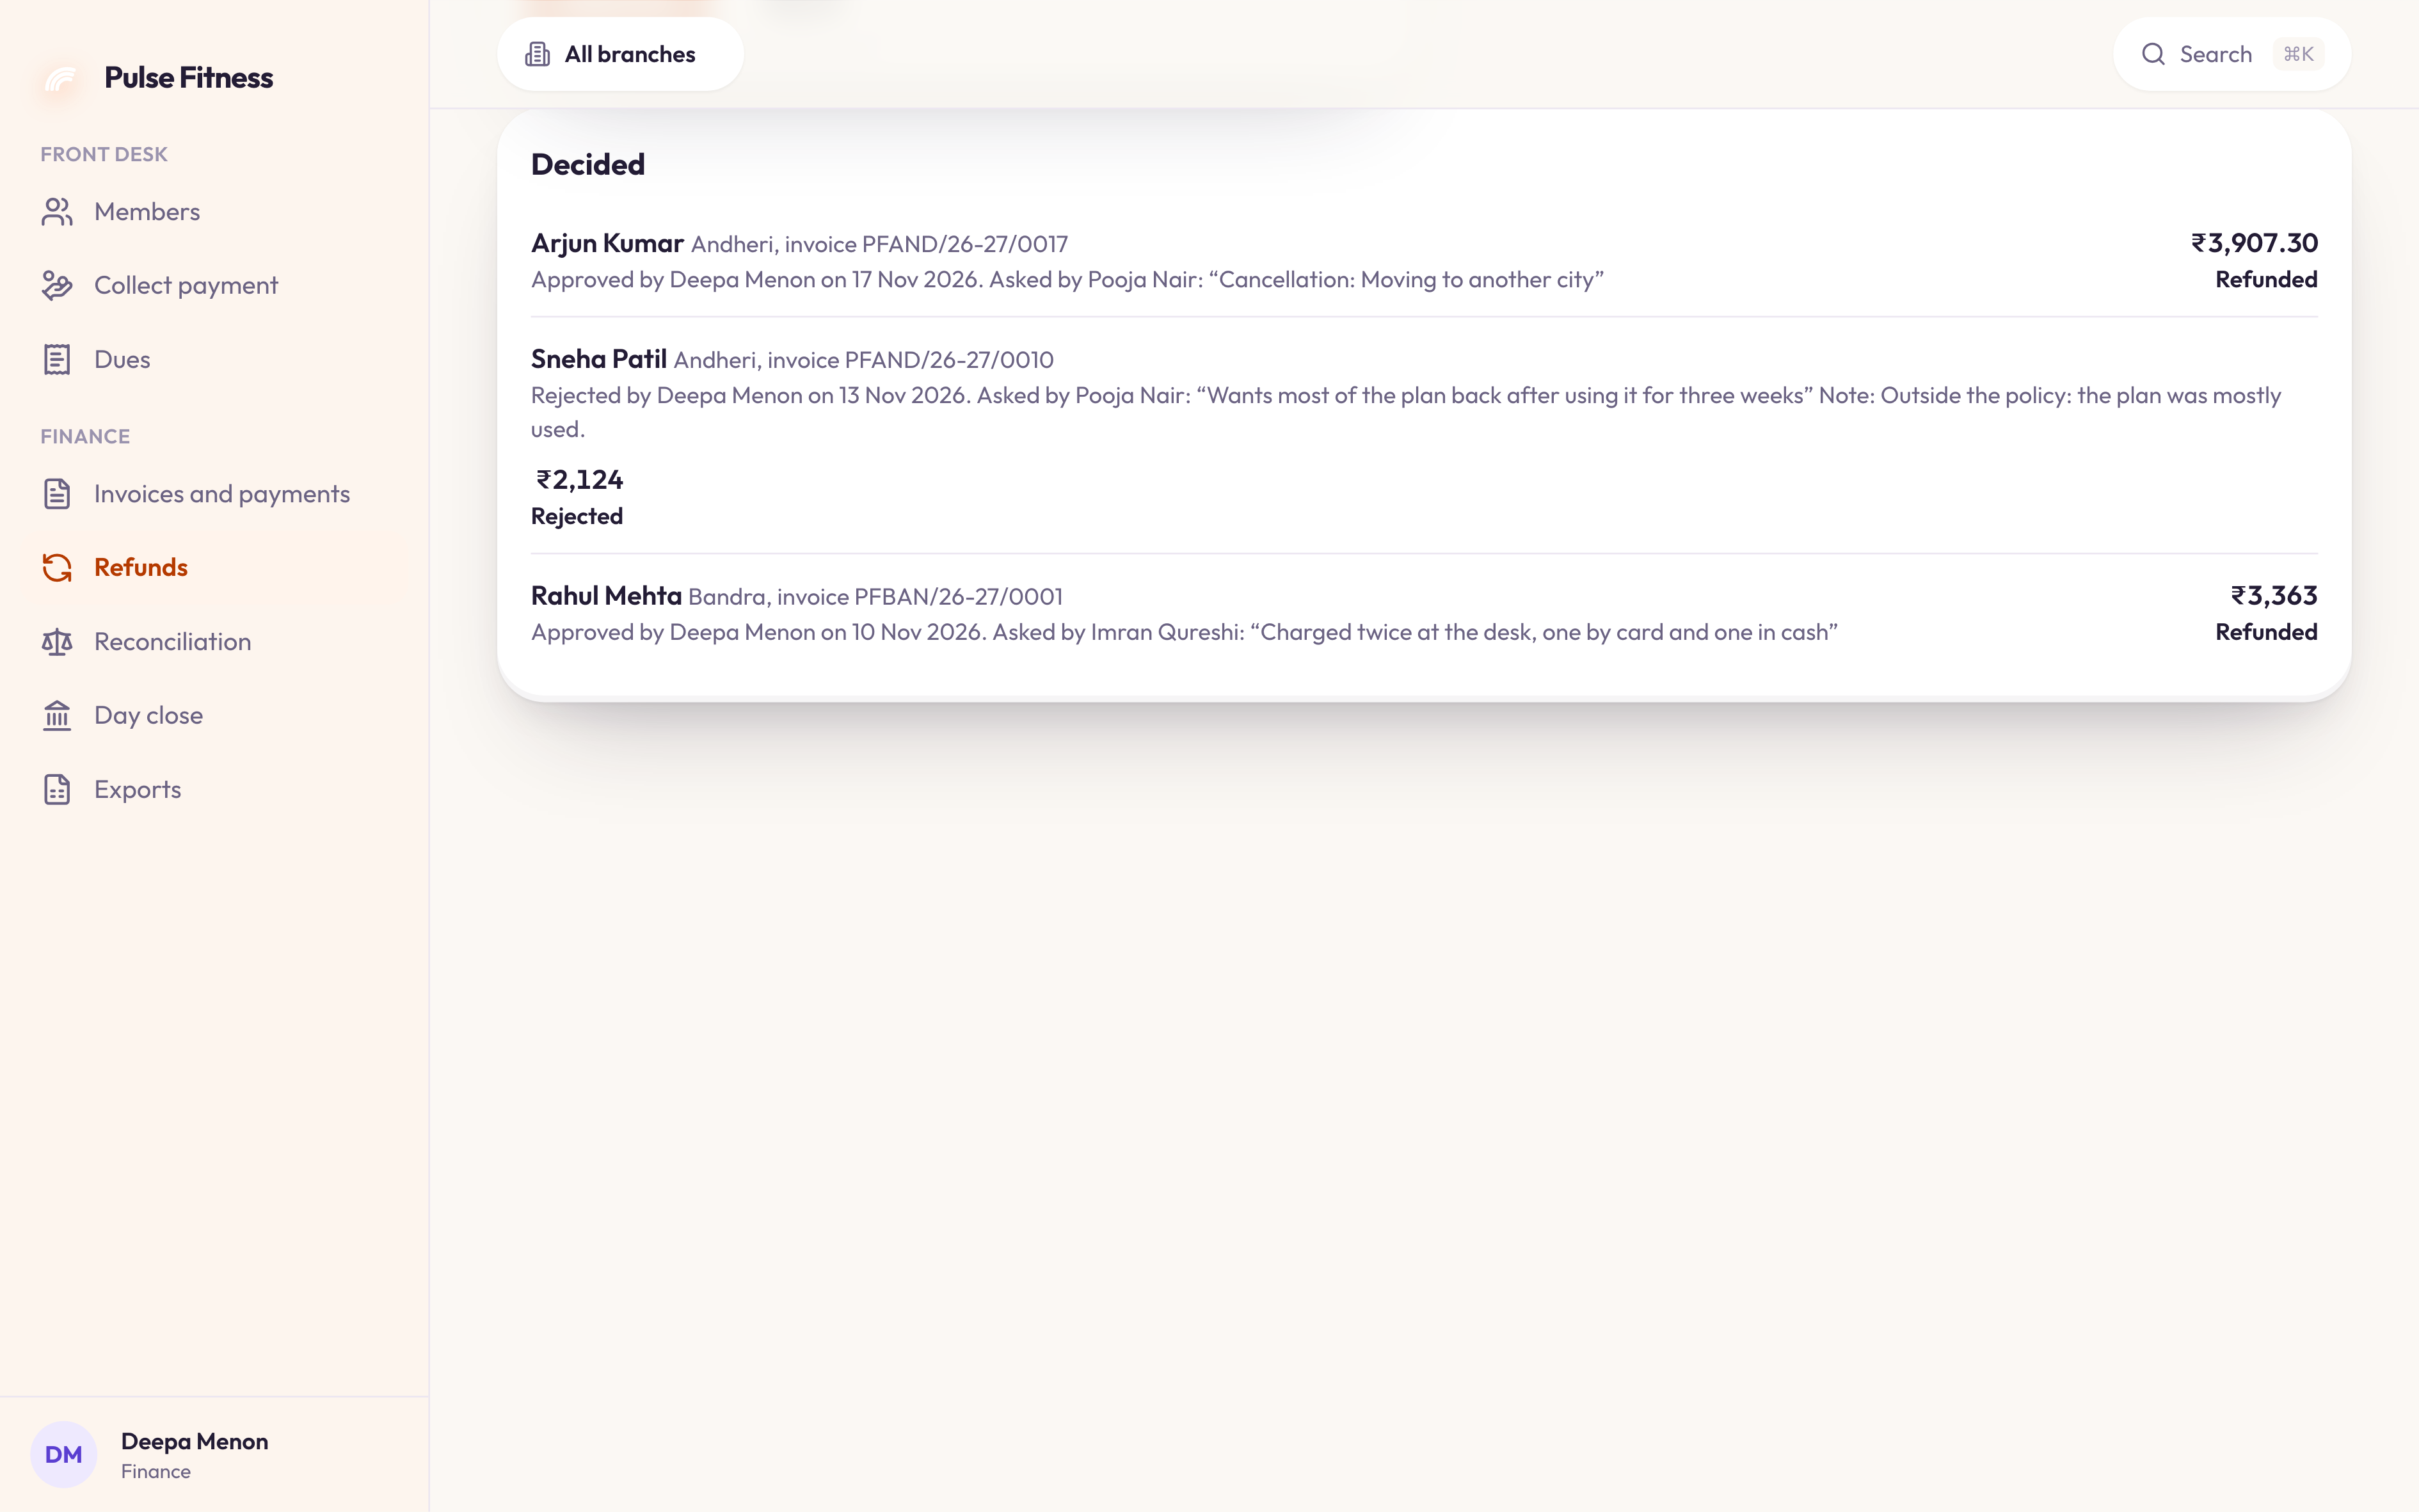 Pulse Fitness
FRONT DESK
Members
Collect payment
Dues
FINANCE
Invoices and payments
Refunds
Reconciliation
Day close
Exports
DM
Deepa Menon
Finance
All branches
Search ⌘K
Decided
Arjun Kumar Andheri, invoice PFAND/26-27/0017
₹3,907.30
Approved by Deepa Menon on 17 Nov 2026. Asked by Pooja Nair: “Cancellation: Moving to another city”
Refunded
Sneha Patil Andheri, invoice PFAND/26-27/0010
Rejected by Deepa Menon on 13 Nov 2026. Asked by Pooja Nair: “Wants most of the plan back after using it for three weeks” Note: Outside the policy: the plan was mostly
used.
₹2,124
Rejected
Rahul Mehta Bandra, invoice PFBAN/26-27/0001
₹3,363
Approved by Deepa Menon on 10 Nov 2026. Asked by Imran Qureshi: “Charged twice at the desk, one by card and one in cash”
Refunded